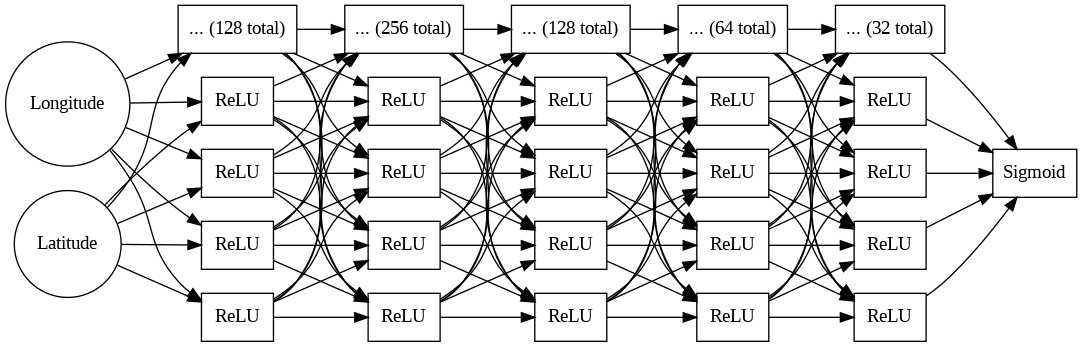 ... (128 total)
... (256 total)
... (128 total)
... (64 total)
... (32 total)
Longitude
ReLU
ReLU
ReLU
ReLU
ReLU
ReLU
ReLU
ReLU
ReLU
ReLU
Sigmoid
Latitude
ReLU
ReLU
ReLU
ReLU
ReLU
ReLU
ReLU
ReLU
ReLU
ReLU